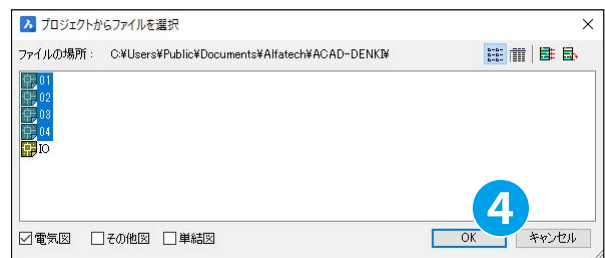 プロジェクトからファイルを選択
ファイルの場所： C:¥Users¥Public¥Documents¥Alfatech¥ACAD-DENKI¥
01
02
03
04
IO
4
電気図 その他図 単結図 OK キャンセル